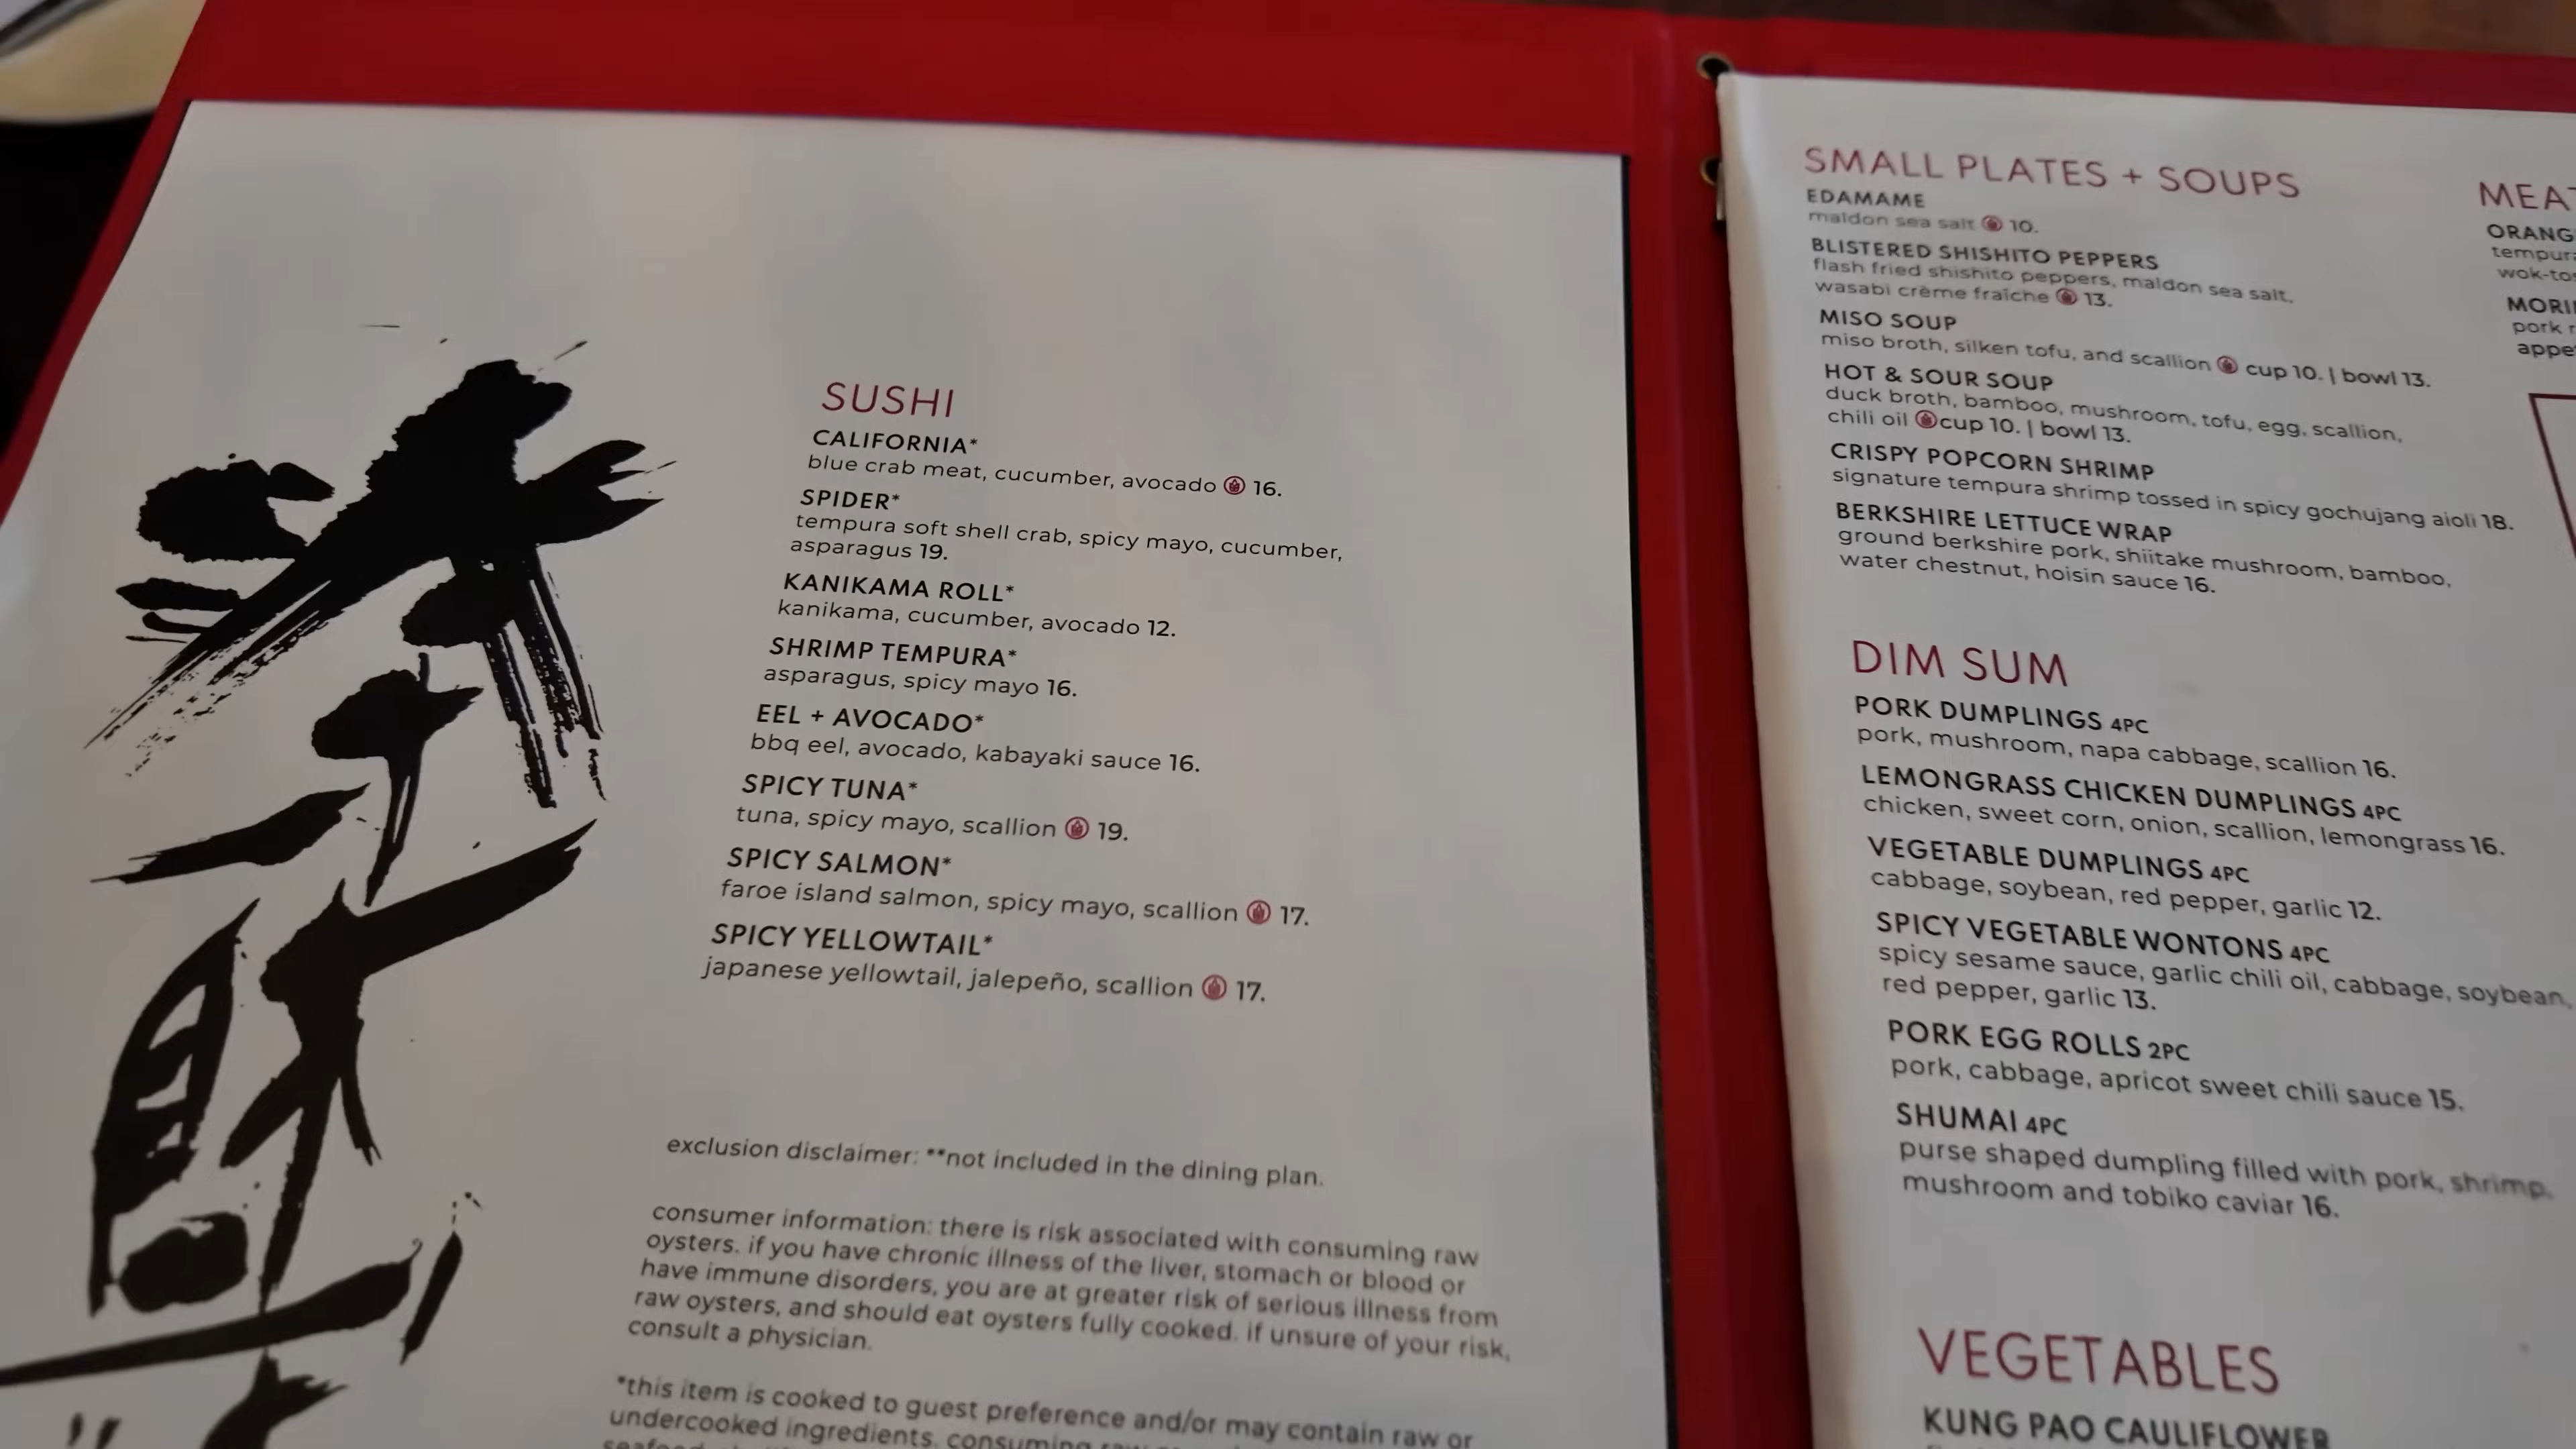 SUSHI
CALIFORNIA*
blue crab meat, cucumber, avocado 16.
SPIDER*
tempura soft shell crab, spicy mayo, cucumber,
asparagus 19.
KANIKAMA ROLL*
kanikama, cucumber, avocado 12.
SHRIMP TEMPURA*
asparagus, spicy mayo 16.
EEL + AVOCADO*
bbq eel, avocado, kabayaki sauce 16.
SPICY TUNA*
tuna, spicy mayo, scallion 19.
SPICY SALMON*
faroe island salmon, spicy mayo, scallion 17.
SPICY YELLOWTAIL*
japanese yellowtail, jalepeño, scallion 17.
exclusion disclaimer: **not included in the dining plan.
consumer information: there is risk associated with consuming raw
oysters. if you have chronic illness of the liver, stomach or blood or
have immune disorders, you are at greater risk of serious illness from
raw oysters, and should eat oysters fully cooked. if unsure of your risk,
consult a physician.
*this item is cooked to guest preference and/or may contain raw or
undercooked ingredients. consuming raw
SMALL PLATES + SOUPS
EDAMAME
maldon sea salt 10.
BLISTERED SHISHITO PEPPERS
flash fried shishito peppers, maldon sea salt,
wasabi crème fraîche 13.
MISO SOUP
miso broth, silken tofu, and scallion cup 10. | bowl 13.
HOT & SOUR SOUP
duck broth, bamboo, mushroom, tofu, egg, scallion,
chili oil cup 10. | bowl 13.
CRISPY POPCORN SHRIMP
signature tempura shrimp tossed in spicy gochujang aioli 18.
BERKSHIRE LETTUCE WRAP
ground berkshire pork, shiitake mushroom, bamboo,
water chestnut, hoisin sauce 16.
DIM SUM
PORK DUMPLINGS 4PC
pork, mushroom, napa cabbage, scallion 16.
LEMONGRASS CHICKEN DUMPLINGS 4PC
chicken, sweet corn, onion, scallion, lemongrass 16.
VEGETABLE DUMPLINGS 4PC
cabbage, soybean, red pepper, garlic 12.
SPICY VEGETABLE WONTONS 4PC
spicy sesame sauce, garlic chili oil, cabbage, soybean,
red pepper, garlic 13.
PORK EGG ROLLS 2PC
pork, cabbage, apricot sweet chili sauce 15.
SHUMAI 4PC
purse shaped dumpling filled with pork, shrimp,
mushroom and tobiko caviar 16.
VEGETABLES
KUNG PAO CAULIFLOWER
MEAT
ORANG
tempura
wok-tos
MORI
pork r
appe